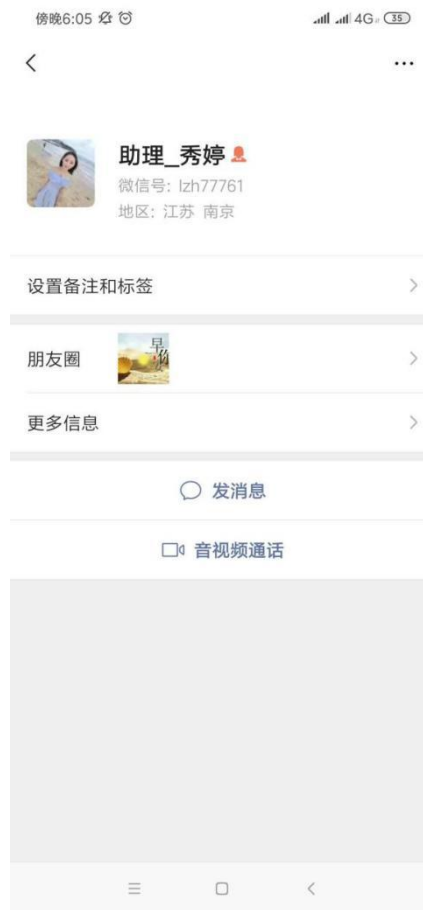 傍晚6:05
4G
35
助理_秀婷
微信号: lzh77761
地区: 江苏 南京
设置备注和标签
朋友圈
早
更多信息
发消息
音视频通话